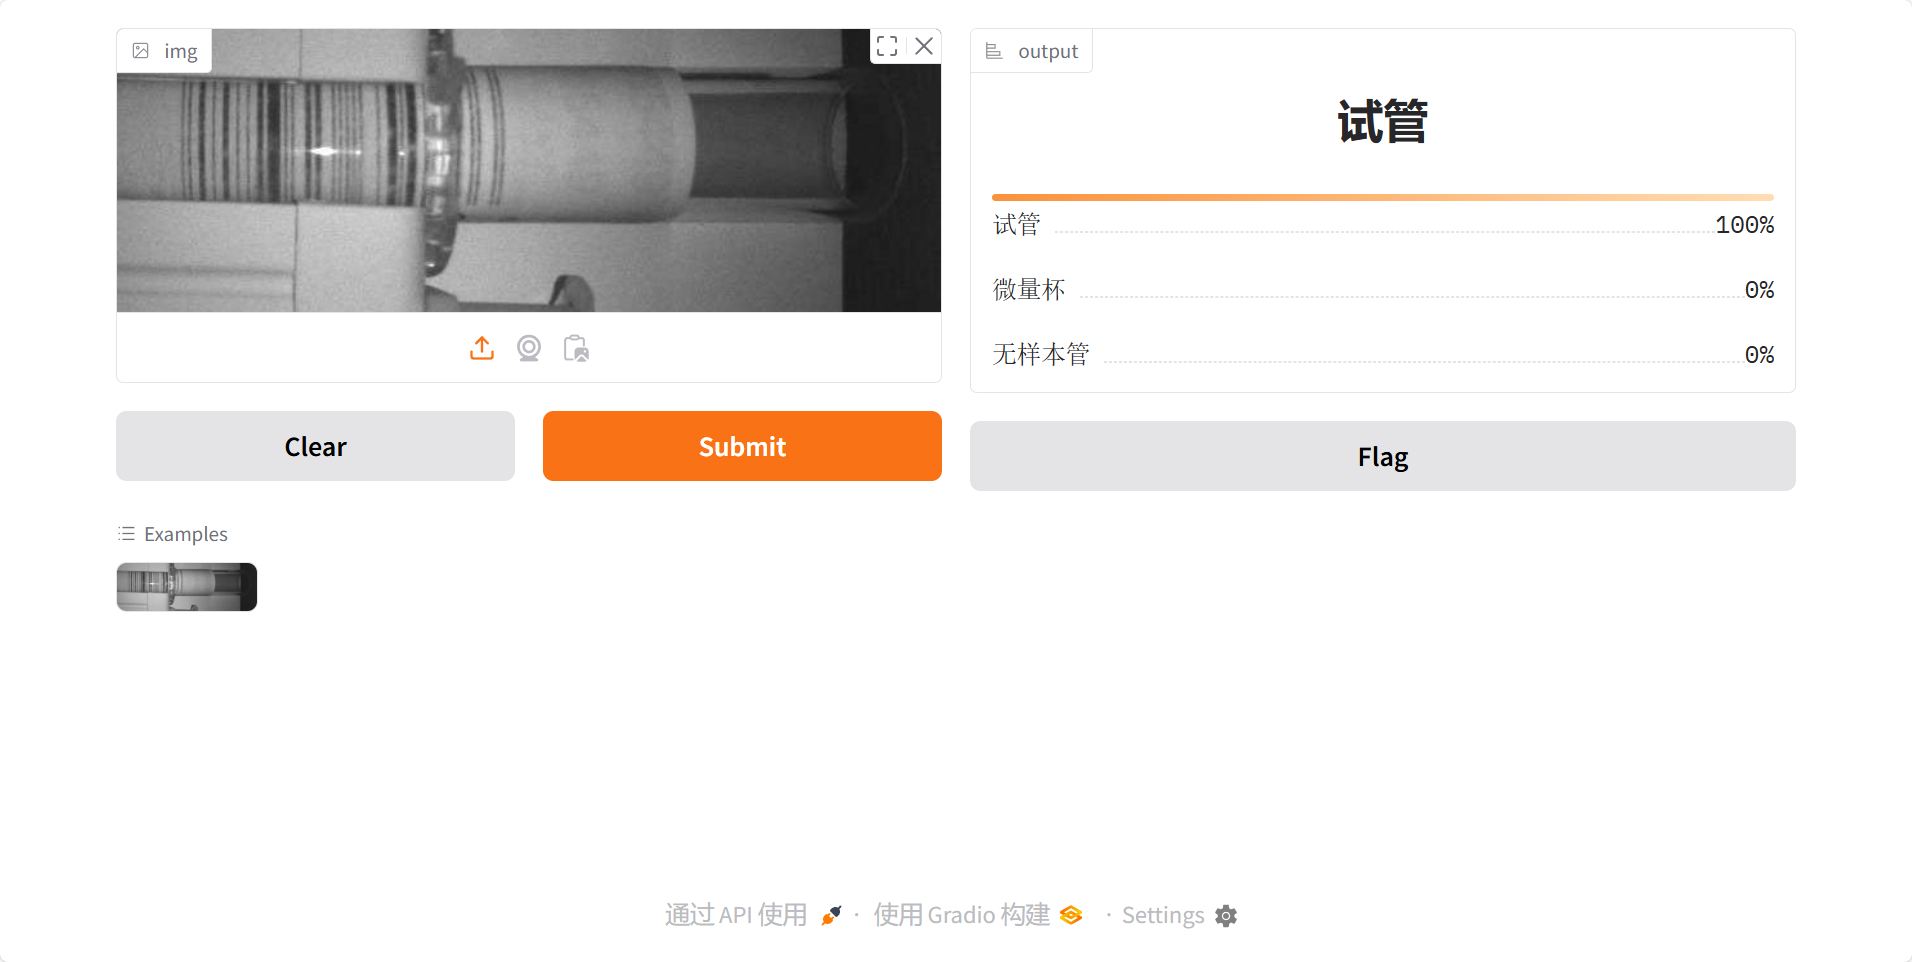 img
output
试管
试管 100%
微量杯 0%
无样本管 0%
Clear
Submit
Flag
Examples
通过 API 使用 · 使用 Gradio 构建 · Settings